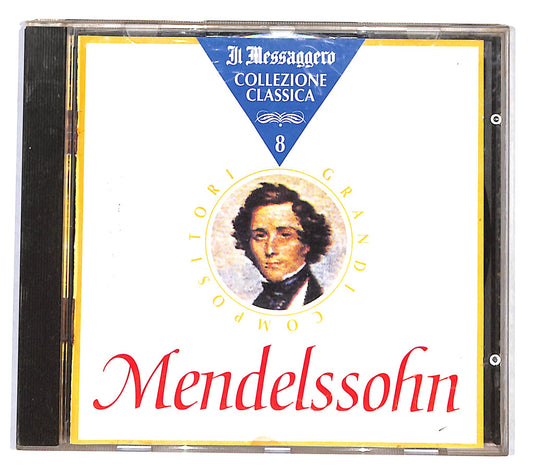 Il Messaggero
COLLEZIONE
CLASSICA
8
GRANDI COMPOSITORI
Mendelssohn